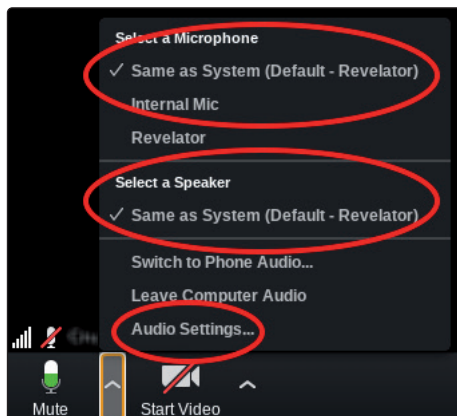 Select a Microphone
✓ Same as System (Default - Revelator)
Internal Mic
Revelator
Select a Speaker
✓ Same as System (Default - Revelator)
Switch to Phone Audio...
Leave Computer Audio
Audio Settings...
Mute
Start Video